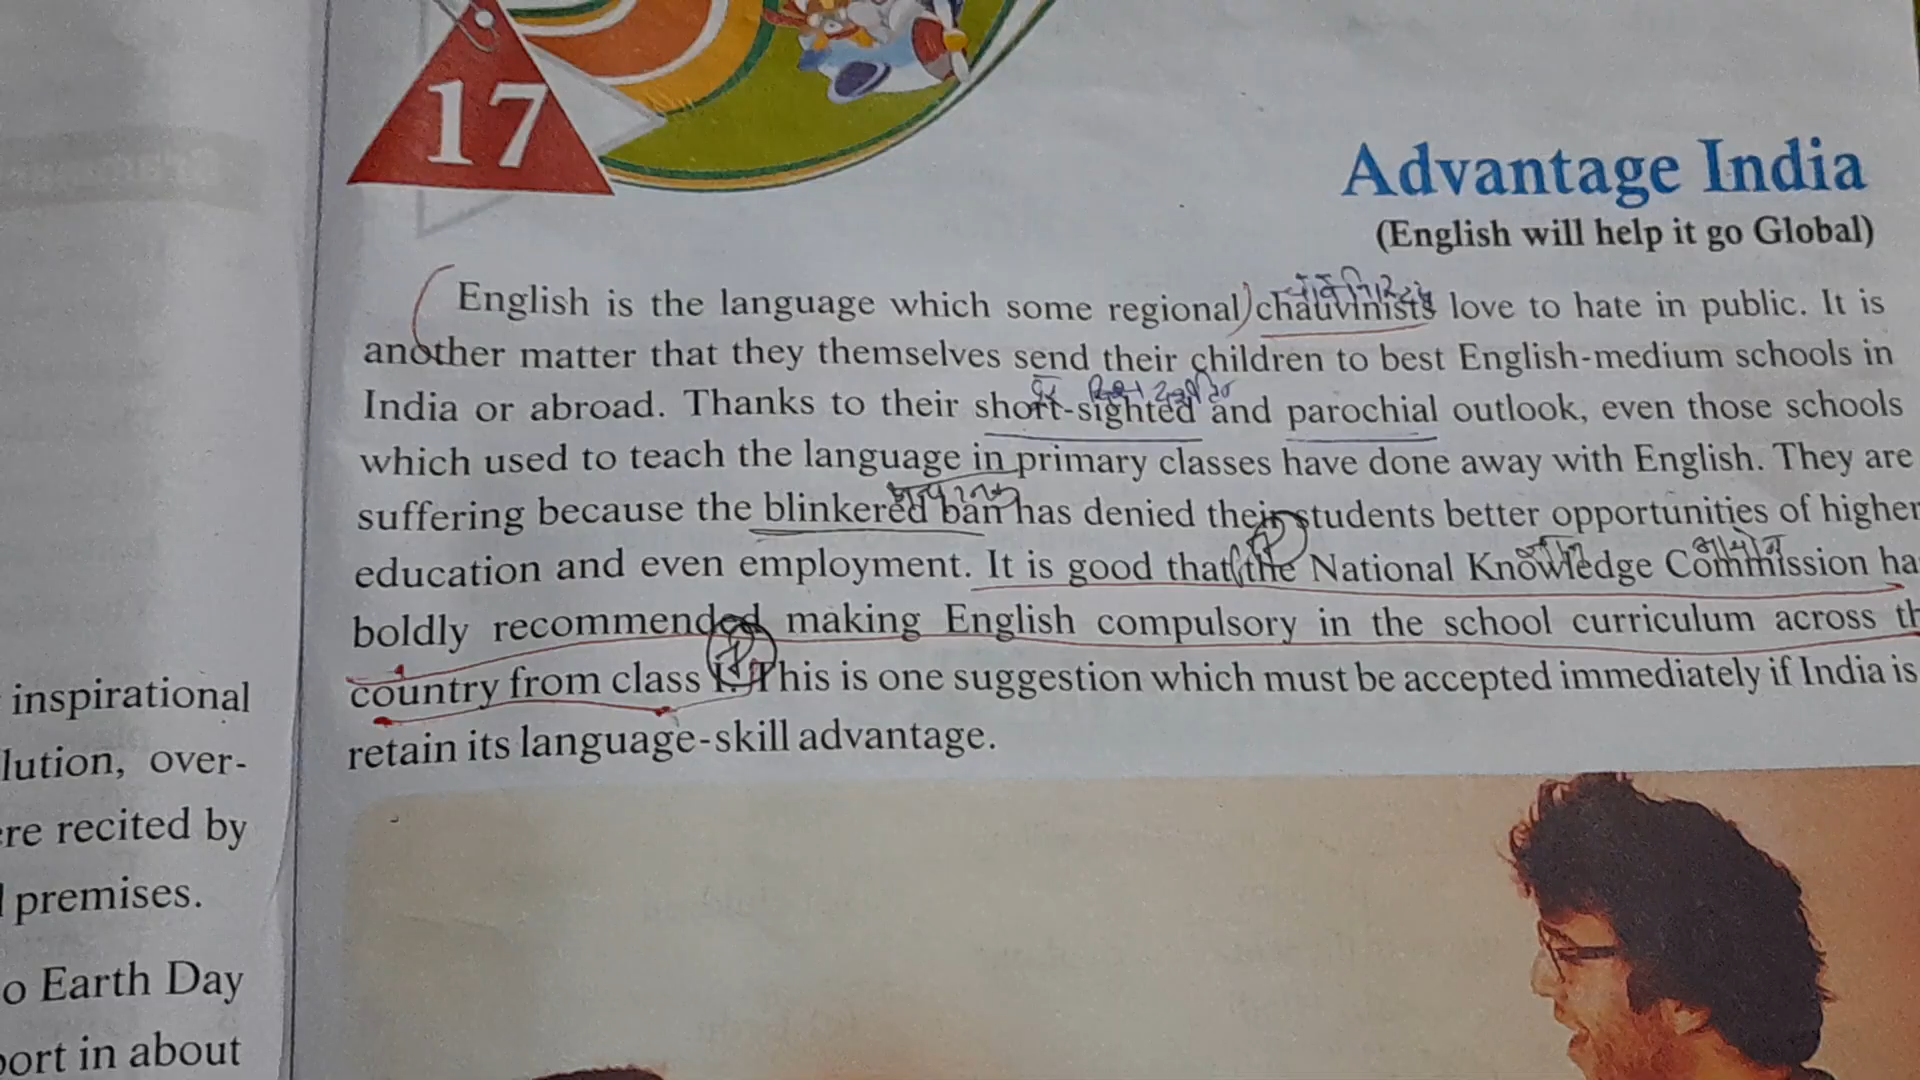 17
Advantage India
(English will help it go Global)
English is the language which some regional chauvinists love to hate in public. It is
another matter that they themselves send their children to best English-medium schools in
India or abroad. Thanks to their short-sighted and parochial outlook, even those schools
which used to teach the language in primary classes have done away with English. They are
suffering because the blinkered ban has denied their students better opportunities of higher
education and even employment. It is good that the National Knowledge Commission ha
boldly recommended making English compulsory in the school curriculum across th
country from class I. This is one suggestion which must be accepted immediately if India is
retain its language-skill advantage.
inspirational
lution, over-
re recited by
premises.
o Earth Day
port in about